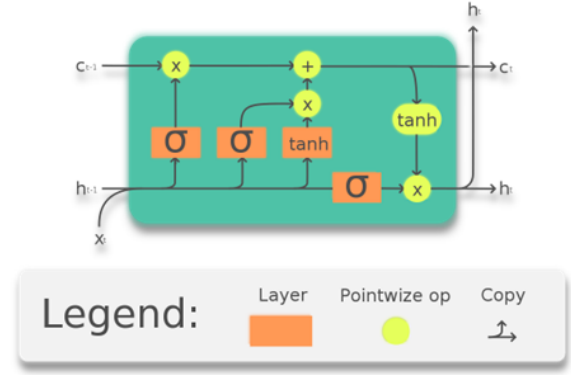 hₜ
cₜ₋₁ x + cₜ
x
tanh
σ σ tanh
hₜ₋₁ σ x hₜ
xₜ
Legend: Layer Pointwize op Copy